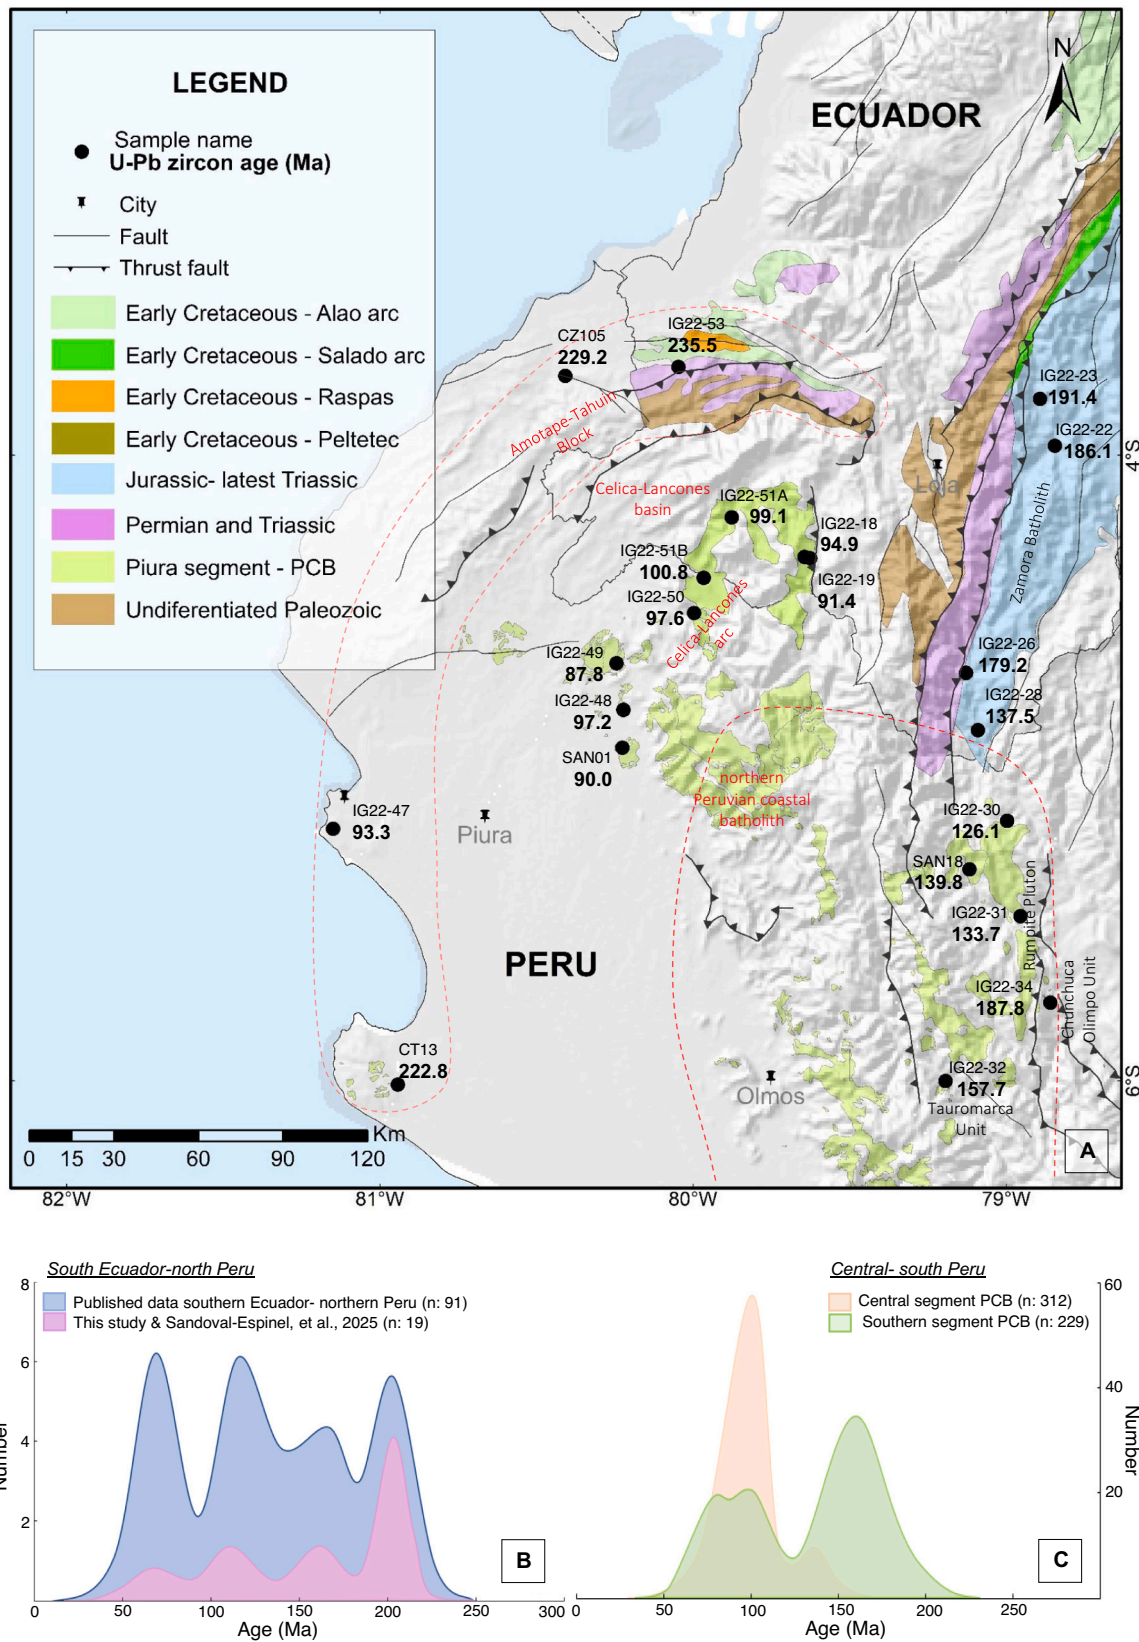 LEGEND
Sample name
U-Pb zircon age (Ma)
City
Fault
Thrust fault
Early Cretaceous - Alao arc
Early Cretaceous - Salado arc
Early Cretaceous - Raspas
Early Cretaceous - Peltetec
Jurassic- latest Triassic
Permian and Triassic
Piura segment - PCB
Undiferentiated Paleozoic
N
ECUADOR
IG22-53
235.5
CZ105
229.2
Amotape-Tahuin
Block
IG22-23
191.4
IG22-22
186.1
4°S
Loja
Zamora Batholith
Celica-Lancones
basin
IG22-51A
99.1
IG22-18
94.9
IG22-51B
100.8
IG22-19
91.4
IG22-50
97.6
Celica-Lancones
arc
IG22-49
87.8
IG22-26
179.2
IG22-48
97.2
IG22-28
137.5
SAN01
90.0
northern
Peruvian coastal
batholith
IG22-47
93.3
Piura
IG22-30
126.1
SAN18
139.8
IG22-31
133.7
Rumpite Pluton
PERU
IG22-34
187.8
Chunchuca
Olimpo Unit
CT13
222.8
Olmos
IG22-32
157.7
Tauromarca
Unit
6°S
Km
0 15 30 60 90 120
A
82°W 81°W 80°W 79°W
South Ecuador-north Peru
Published data southern Ecuador- northern Peru (n: 91)
This study & Sandoval-Espinel, et al., 2025 (n: 19)
8
6
4
2
Number
B
0 50 100 150 200 250 300
Age (Ma)
Central- south Peru
Central segment PCB (n: 312)
Southern segment PCB (n: 229)
60
40
20
Number
C
0 50 100 150 200 250
Age (Ma)